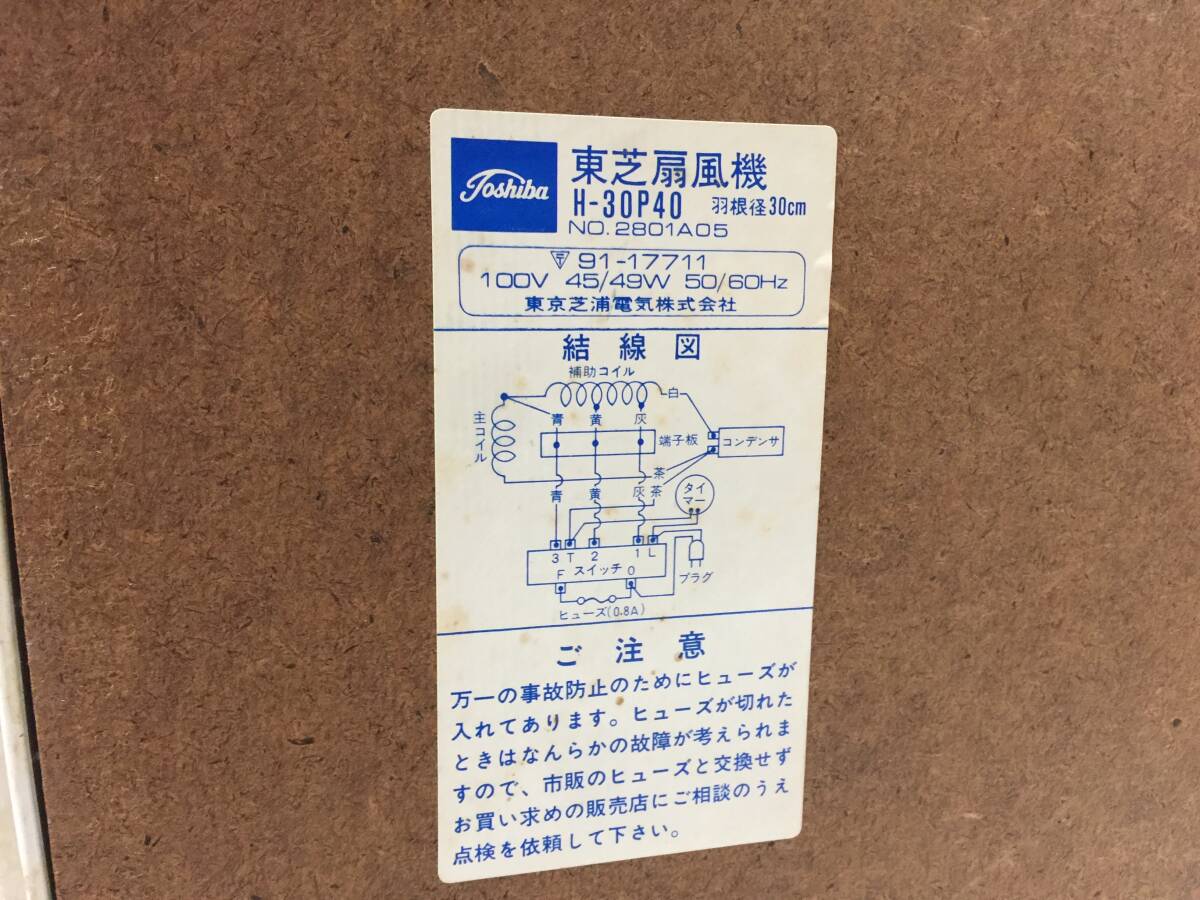 Toshiba
東芝扇風機
H-30P40 羽根径30cm
NO. 2801A05
〒 91-17711
100V 45/49W 50/60Hz
東京芝浦電気株式会社
結線図
補助コイル
白
主コイル
青 黄 灰
端子板 コンデンサ
茶
青 黄 灰 茶
タイマー
3 T 2 1 L
スイッチ
F 0
プラグ
ヒューズ(0.8A)
ご注意
万一の事故防止のためにヒューズが
入れてあります。ヒューズが切れた
ときはなんらかの故障が考えられま
すので、市販のヒューズと交換せず
お買い求めの販売店にご相談のうえ
点検を依頼して下さい。